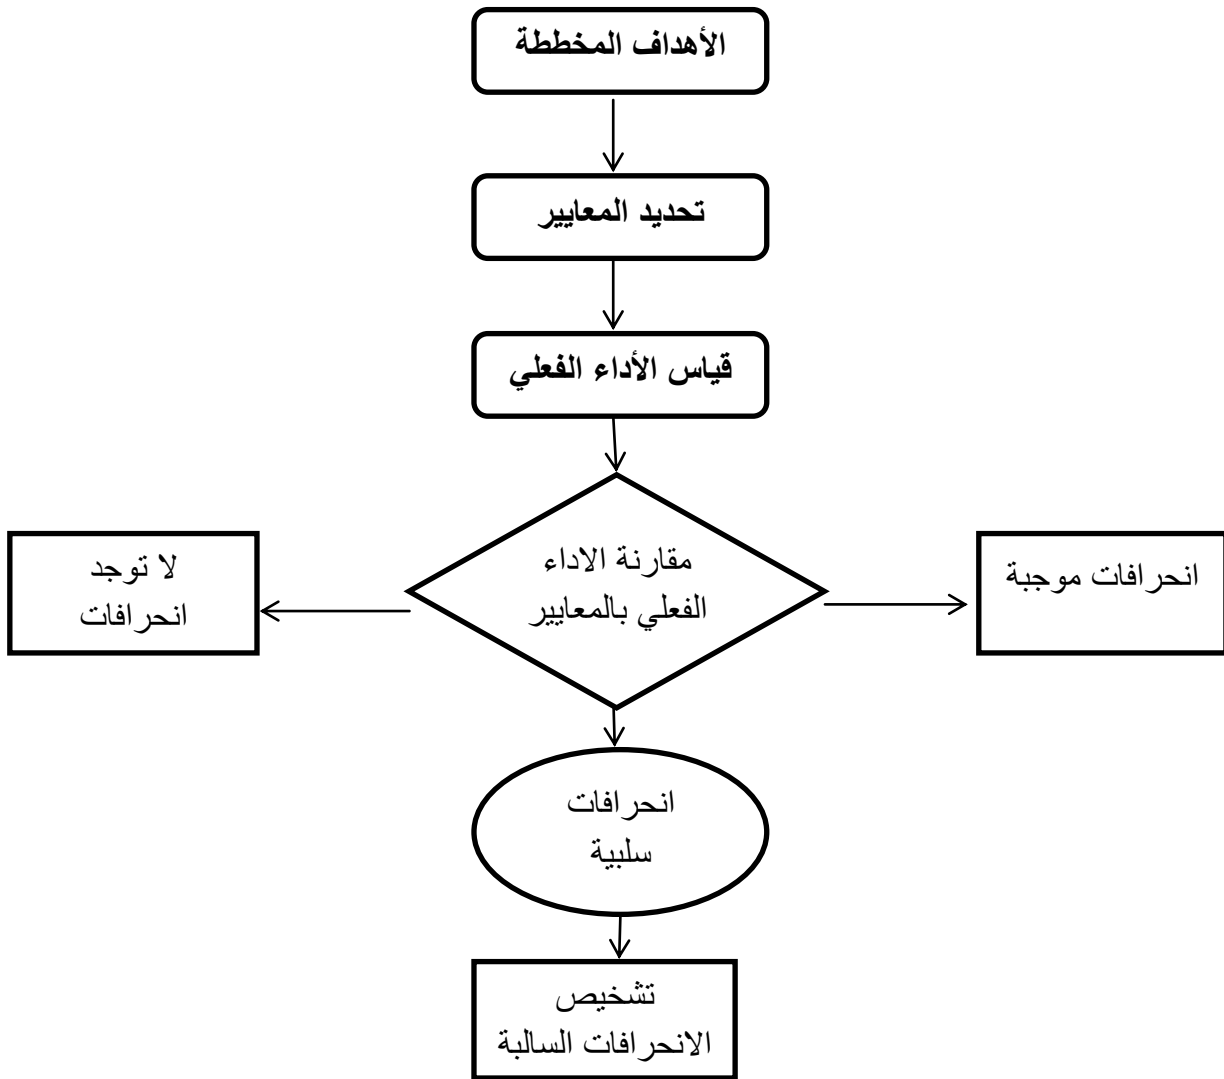 الأهداف المخططة
تحديد المعايير
قياس الأداء الفعلي
مقارنة الاداء
الفعلي بالمعايير
انحرافات موجبة
لا توجد
انحرافات
انحرافات
سلبية
تشخيص
الانحرافات السالبة